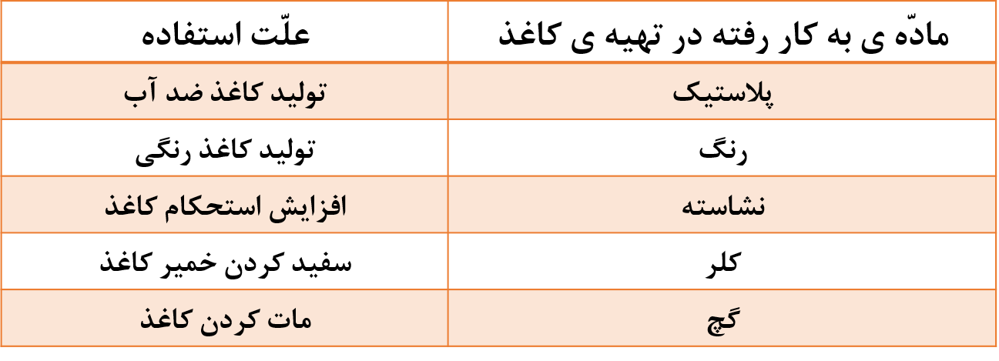 مادّه ی به کار رفته در تهیه ی کاغذ علّت استفاده
پلاستیک تولید کاغذ ضد آب
رنگ تولید کاغذ رنگی
نشاسته افزایش استحکام کاغذ
کلر سفید کردن خمیر کاغذ
گچ مات کردن کاغذ